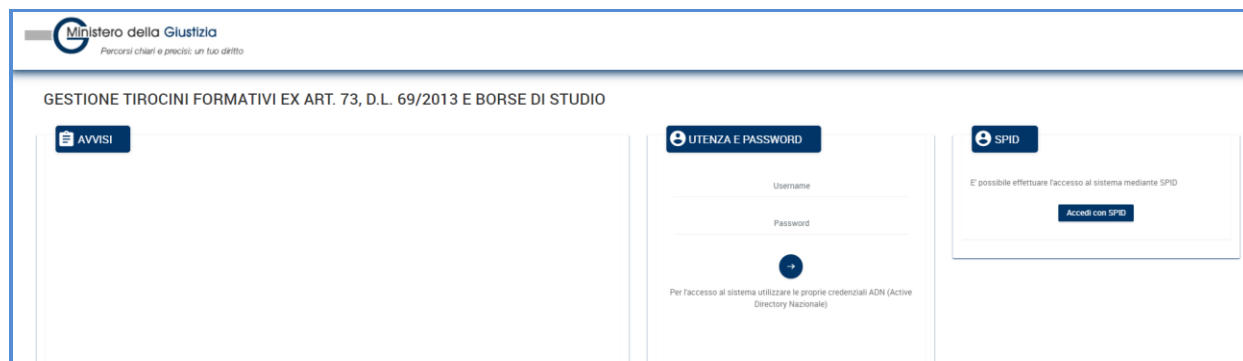 Ministero della Giustizia
Percorsi chiari e precisi: un tuo diritto
GESTIONE TIROCINI FORMATIVI EX ART. 73, D.L. 69/2013 E BORSE DI STUDIO
AVVISI
UTENZA E PASSWORD
Username
Password
Per l'accesso al sistema utilizzare le proprie credenziali ADN (Active
Directory Nazionale)
SPID
E' possibile effettuare l'accesso al sistema mediante SPID
Accedi con SPID